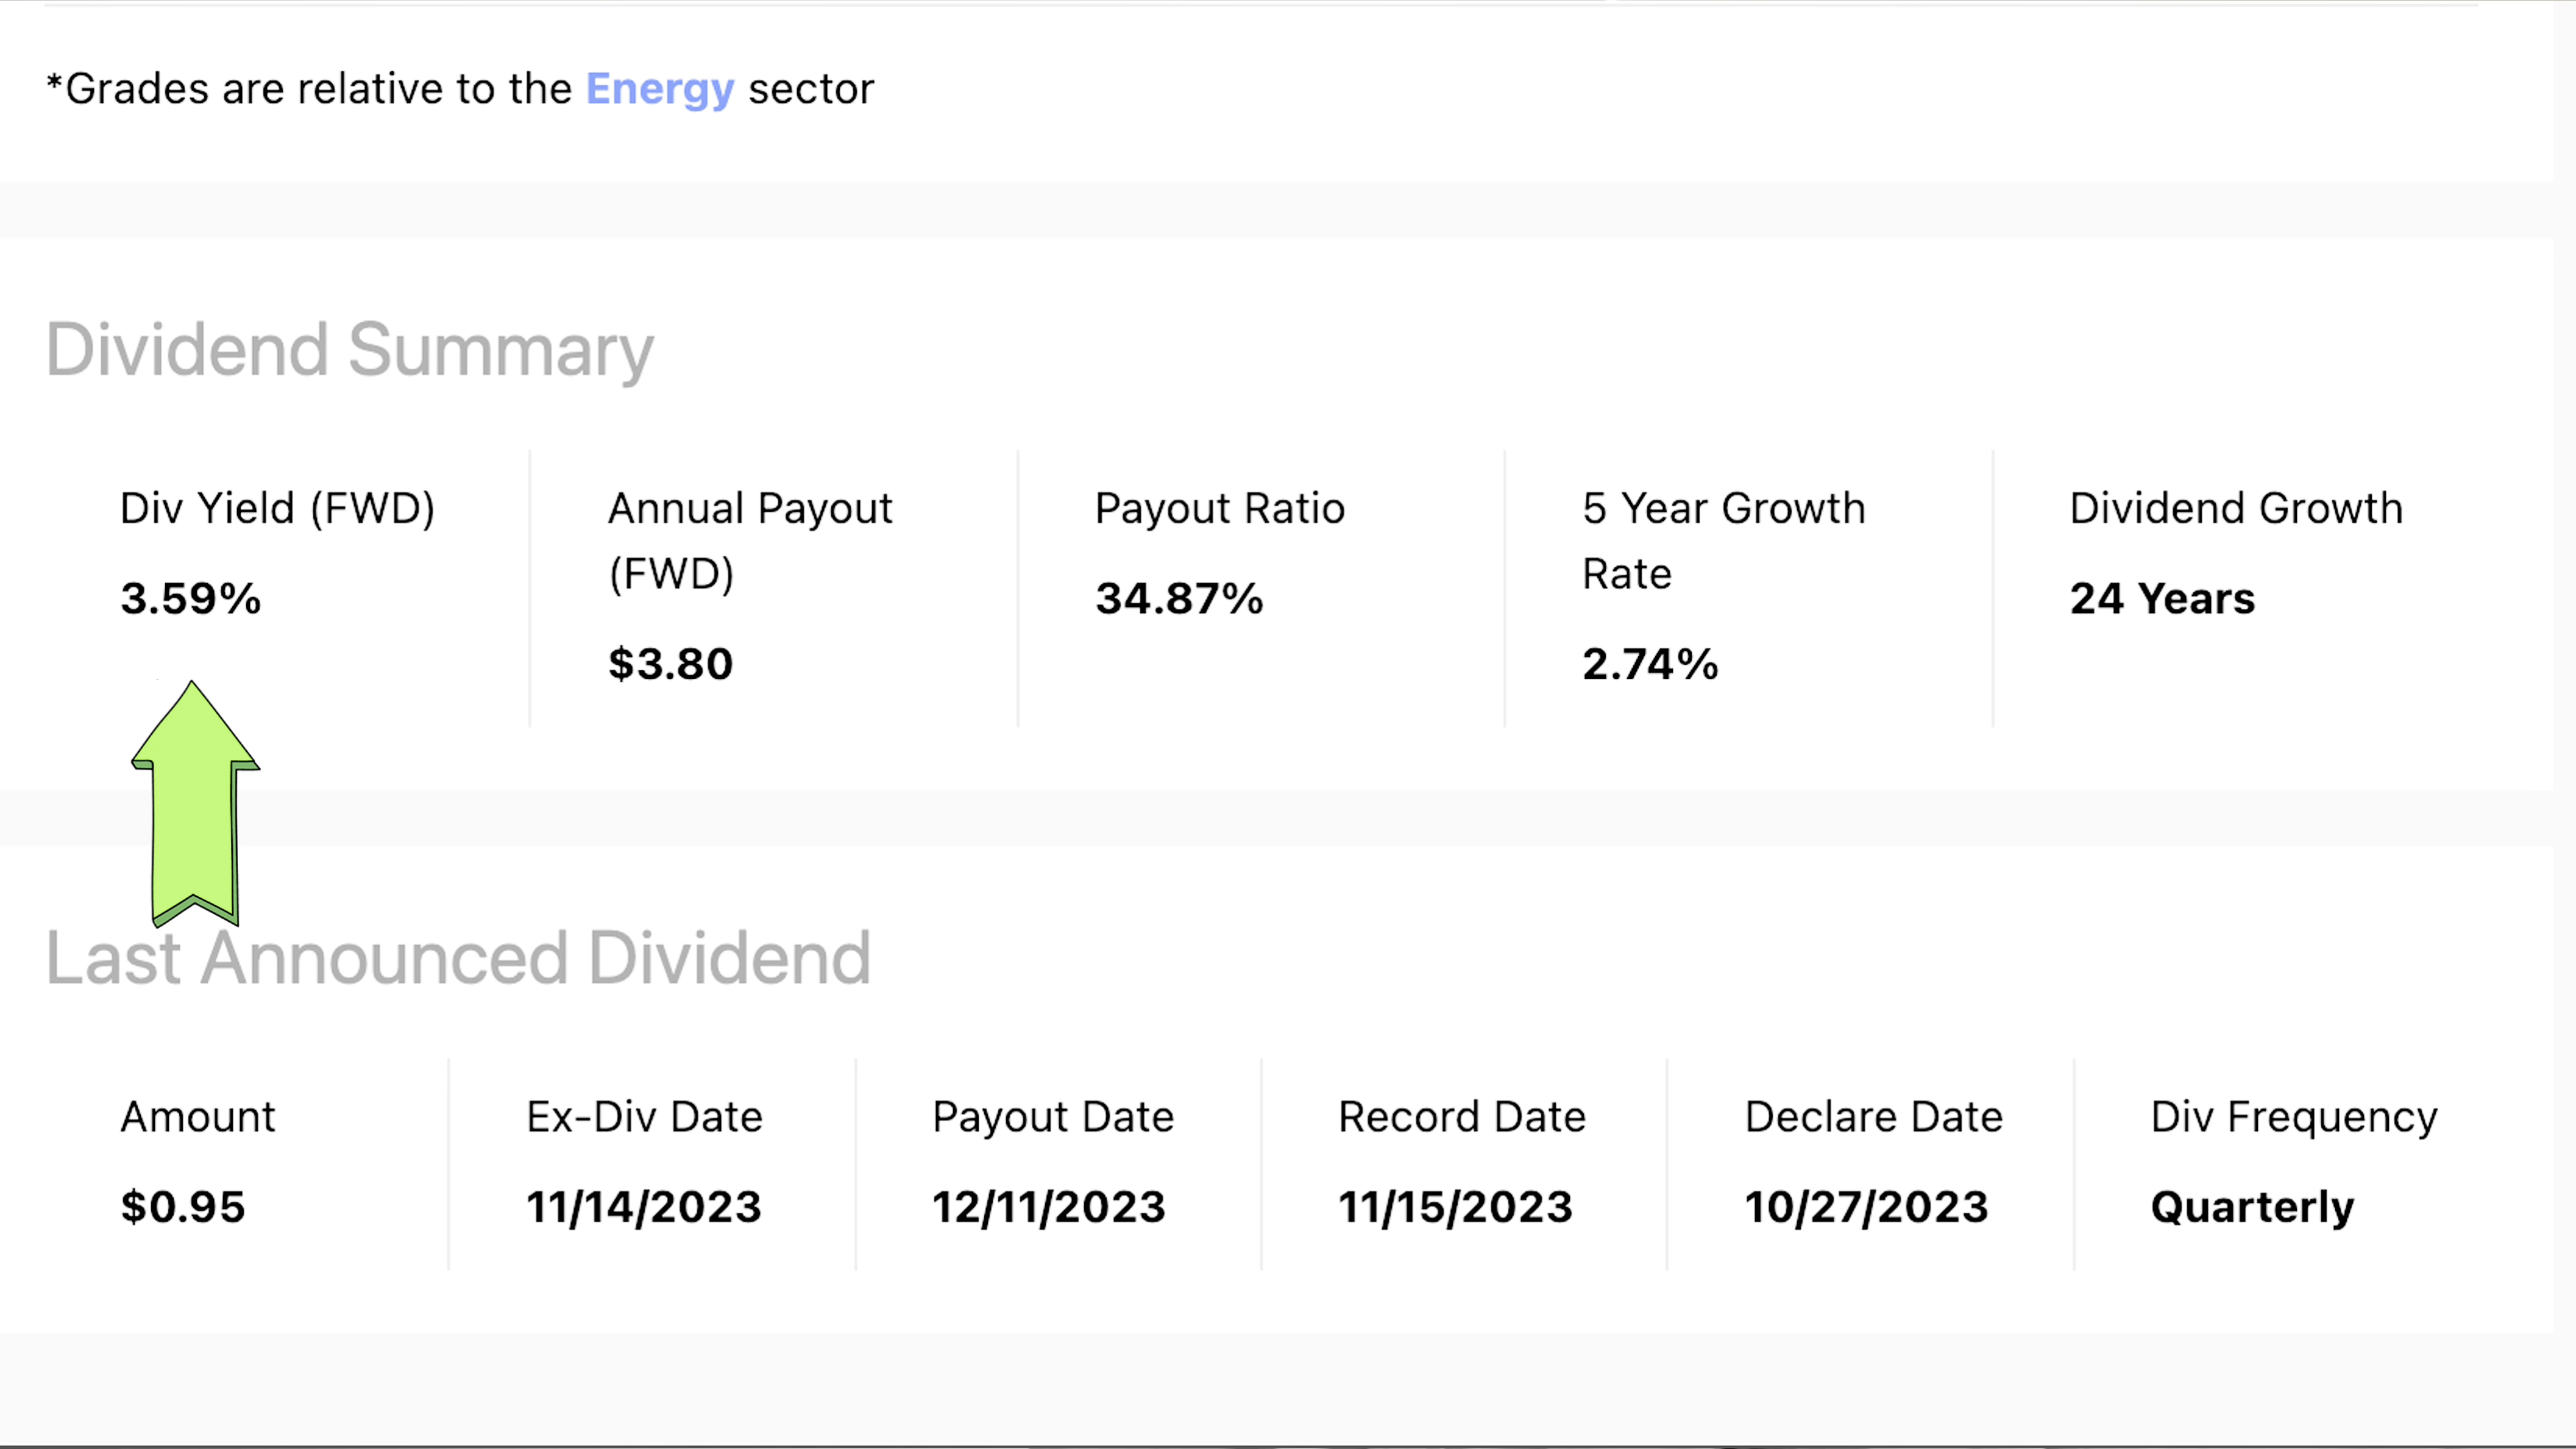 *Grades are relative to the Energy sector
Dividend Summary
Div Yield (FWD)
3.59%
Annual Payout
(FWD)
$3.80
Payout Ratio
34.87%
5 Year Growth
Rate
2.74%
Dividend Growth
24 Years
Last Announced Dividend
Amount
$0.95
Ex-Div Date
11/14/2023
Payout Date
12/11/2023
Record Date
11/15/2023
Declare Date
10/27/2023
Div Frequency
Quarterly